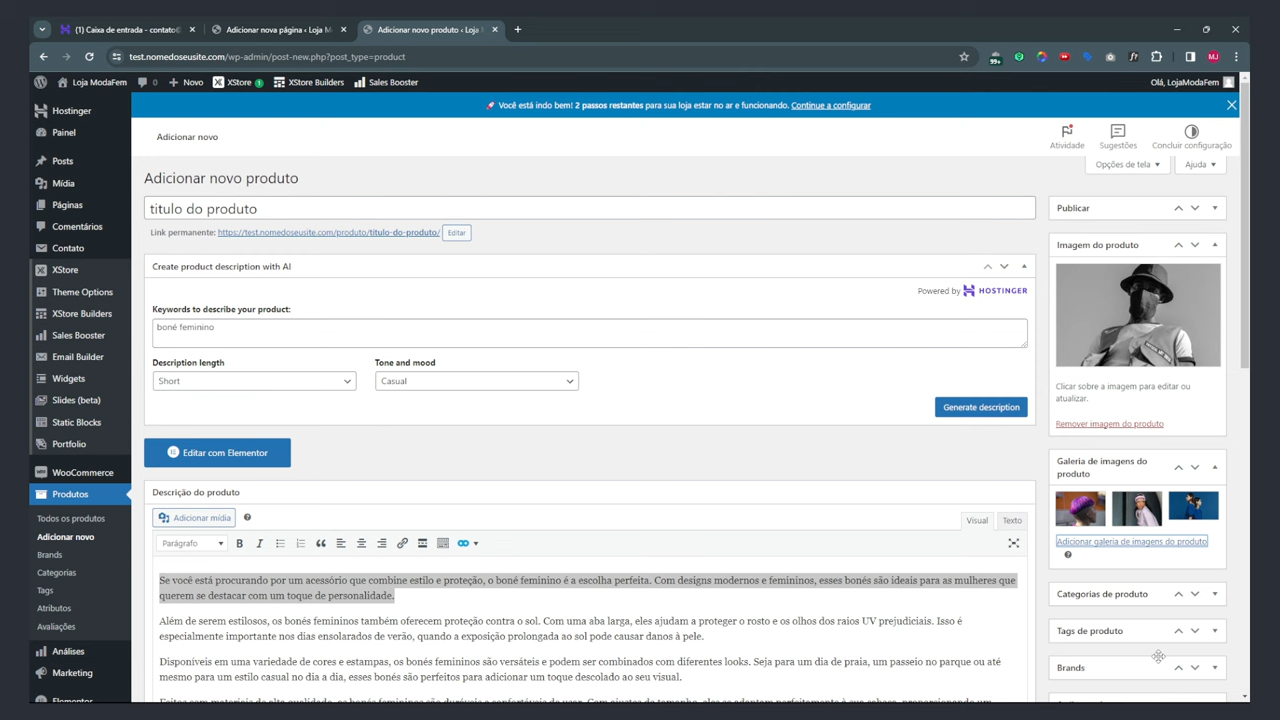 (1) Caixa de entrada - contato@
Adicionar nova página ‹ Loja M
Adicionar novo produto ‹ Loja
test.nomedoseusite.com/wp-admin/post-new.php?post_type=product
99+
f?
MJ
Loja ModaFem
0
Novo
XStore 1
XStore Builders
Sales Booster
Olá, LojaModaFem
Hostinger
Painel
Posts
Mídia
Páginas
Comentários
Contato
XStore
Theme Options
XStore Builders
Sales Booster
Email Builder
Widgets
Slides (beta)
Static Blocks
Portfolio
WooCommerce
Produtos
Todos os produtos
Adicionar novo
Brands
Categorias
Tags
Atributos
Avaliações
Análises
Marketing
Elementor
🚀 Você está indo bem! 2 passos restantes para sua loja estar no ar e funcionando. Continue a configurar
Adicionar novo
Atividade
Sugestões
Concluir configuração
Opções de tela
Ajuda
Adicionar novo produto
titulo do produto
Link permanente: https://test.nomedoseusite.com/produto/titulo-do-produto/ Editar
Create product description with AI
Powered by HOSTINGER
Keywords to describe your product:
boné feminino
Description length
Tone and mood
Short
Casual
Generate description
Editar com Elementor
Descrição do produto
Adicionar mídia
Visual
Texto
Parágrafo
Se você está procurando por um acessório que combine estilo e proteção, o boné feminino é a escolha perfeita. Com designs modernos e femininos, esses bonés são ideais para as mulheres que
querem se destacar com um toque de personalidade.
Além de serem estilosos, os bonés femininos também oferecem proteção contra o sol. Com uma aba larga, eles ajudam a proteger o rosto e os olhos dos raios UV prejudiciais. Isso é
especialmente importante nos dias ensolarados de verão, quando a exposição prolongada ao sol pode causar danos à pele.
Disponíveis em uma variedade de cores e estampas, os bonés femininos são versáteis e podem ser combinados com diferentes looks. Seja para um dia de praia, um passeio no parque ou até
mesmo para um estilo casual no dia a dia, esses bonés são perfeitos para adicionar um toque descolado ao seu visual.
Publicar
Imagem do produto
Clicar sobre a imagem para editar ou
atualizar.
Remover imagem do produto
Galeria de imagens do
produto
Adicionar galeria de imagens do produto
Categorias de produto
Tags de produto
Brands